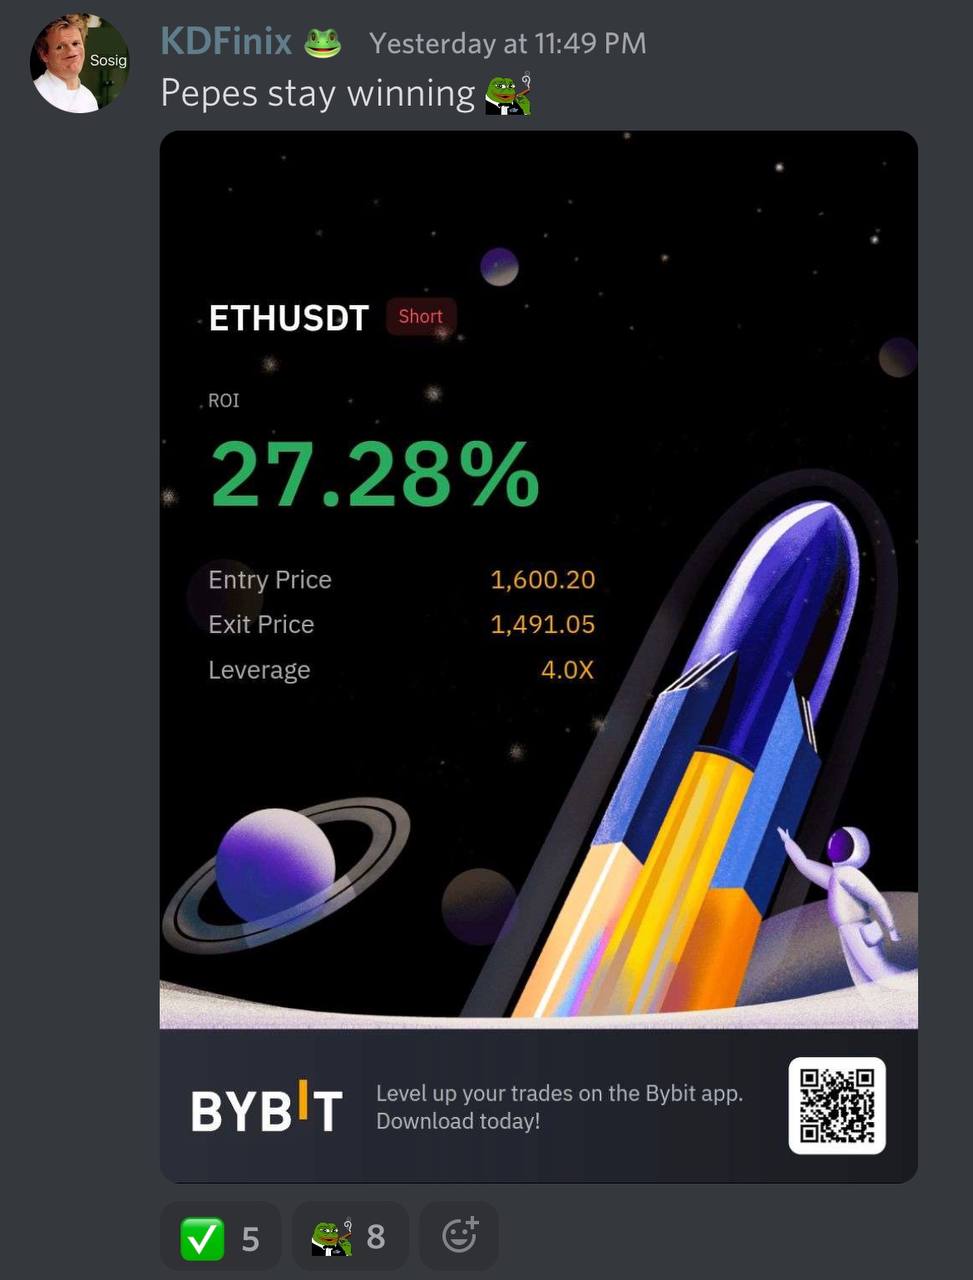 Sosig
KDFinix 🐸 Yesterday at 11:49 PM
Pepes stay winning
ETHUSDT Short
ROI
27.28%
Entry Price 1,600.20
Exit Price 1,491.05
Leverage 4.0X
BYBIT Level up your trades on the Bybit app.
Download today!
✅ 5 8